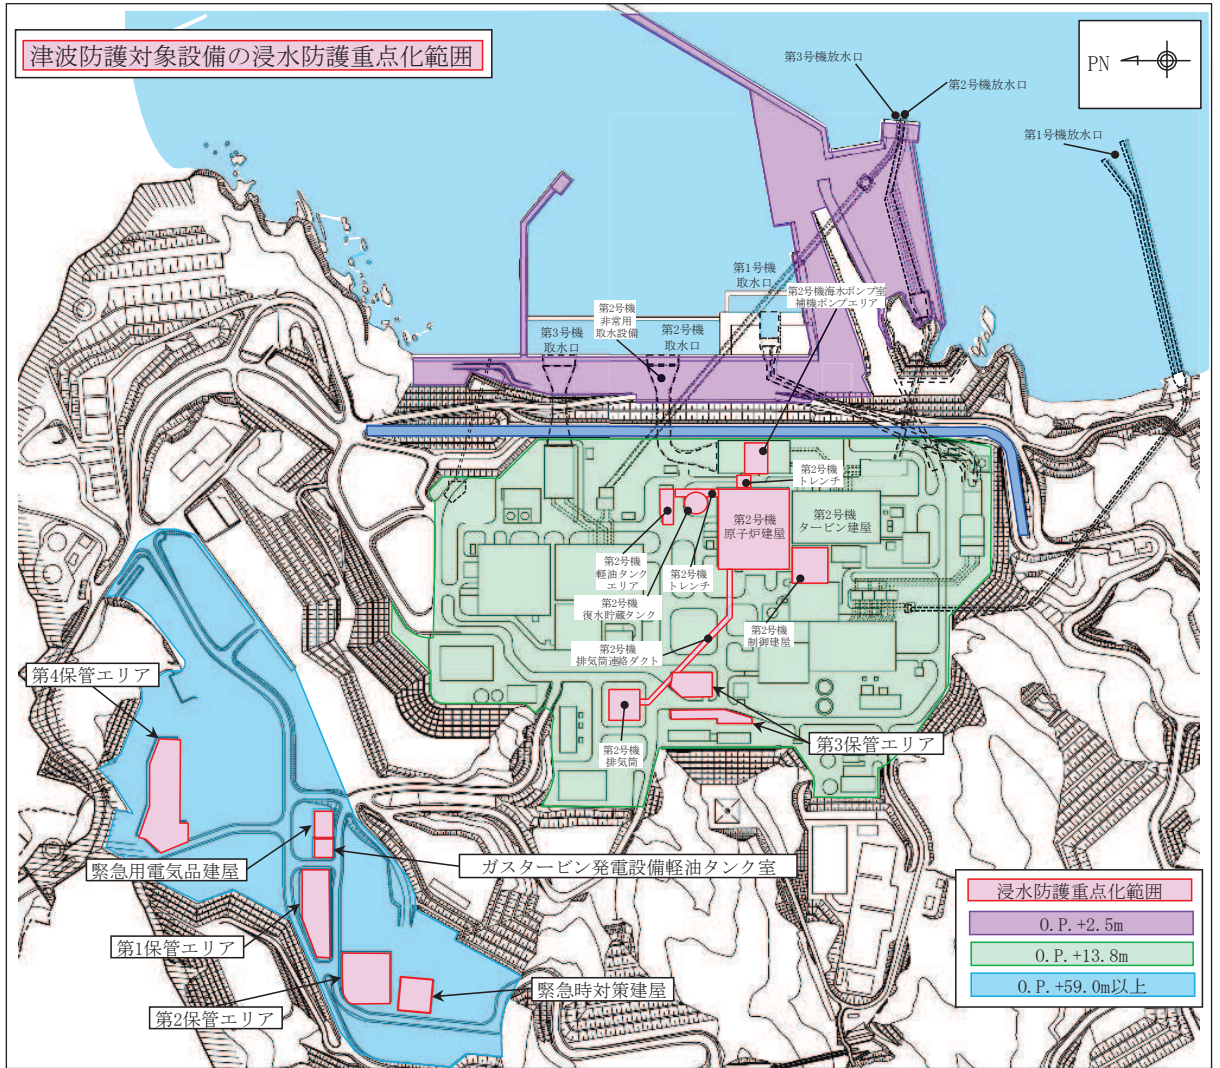 津波防護対象設備の浸水防護重点化範囲
PN
第3号機放水口
第2号機放水口
第1号機放水口
第1号機
取水口
第2号機海水ポンプ室
補機ポンプエリア
第2号機
非常用
取水設備
第3号機
取水口
第2号機
取水口
第2号機
トレンチ
第2号機
原子炉建屋
第2号機
タービン建屋
第2号機
軽油タンク
エリア
第2号機
トレンチ
第2号機
復水貯蔵タンク
第2号機
制御建屋
第2号機
排気筒連絡ダクト
第2号機
排気筒
第3保管エリア
第4保管エリア
緊急用電気品建屋
ガスタービン発電設備軽油タンク室
第1保管エリア
緊急時対策建屋
第2保管エリア
浸水防護重点化範囲
O.P.+2.5m
O.P.+13.8m
O.P.+59.0m以上